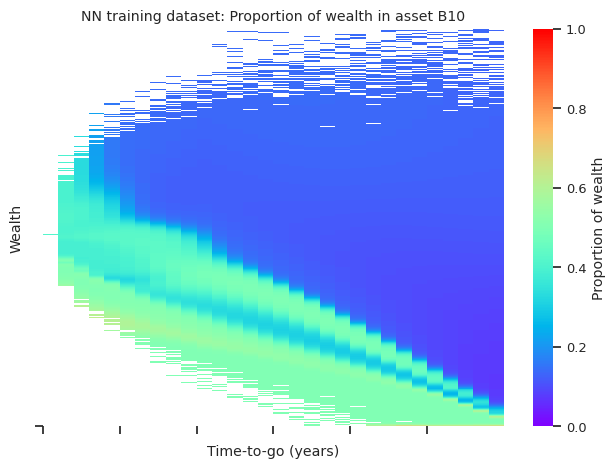 NN training dataset: Proportion of wealth in asset B10
Wealth
Time-to-go (years)
1.0
0.8
0.6
0.4
0.2
0.0
Proportion of wealth